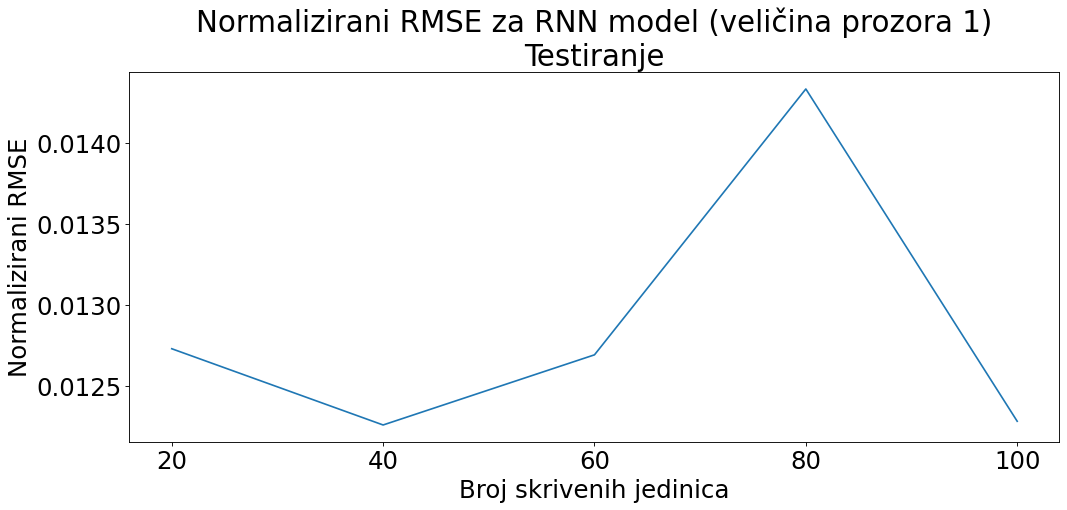 Normalizirani RMSE za RNN model (veličina prozora 1)
Testiranje
Normalizirani RMSE
0.0140
0.0135
0.0130
0.0125
20 40 60 80 100
Broj skrivenih jedinica